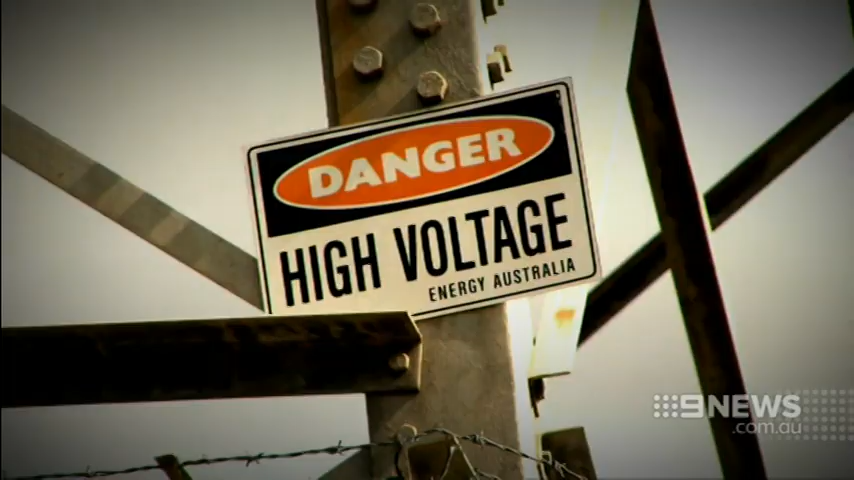 DANGER
HIGH VOLTAGE
ENERGY AUSTRALIA
9NEWS
.com.au